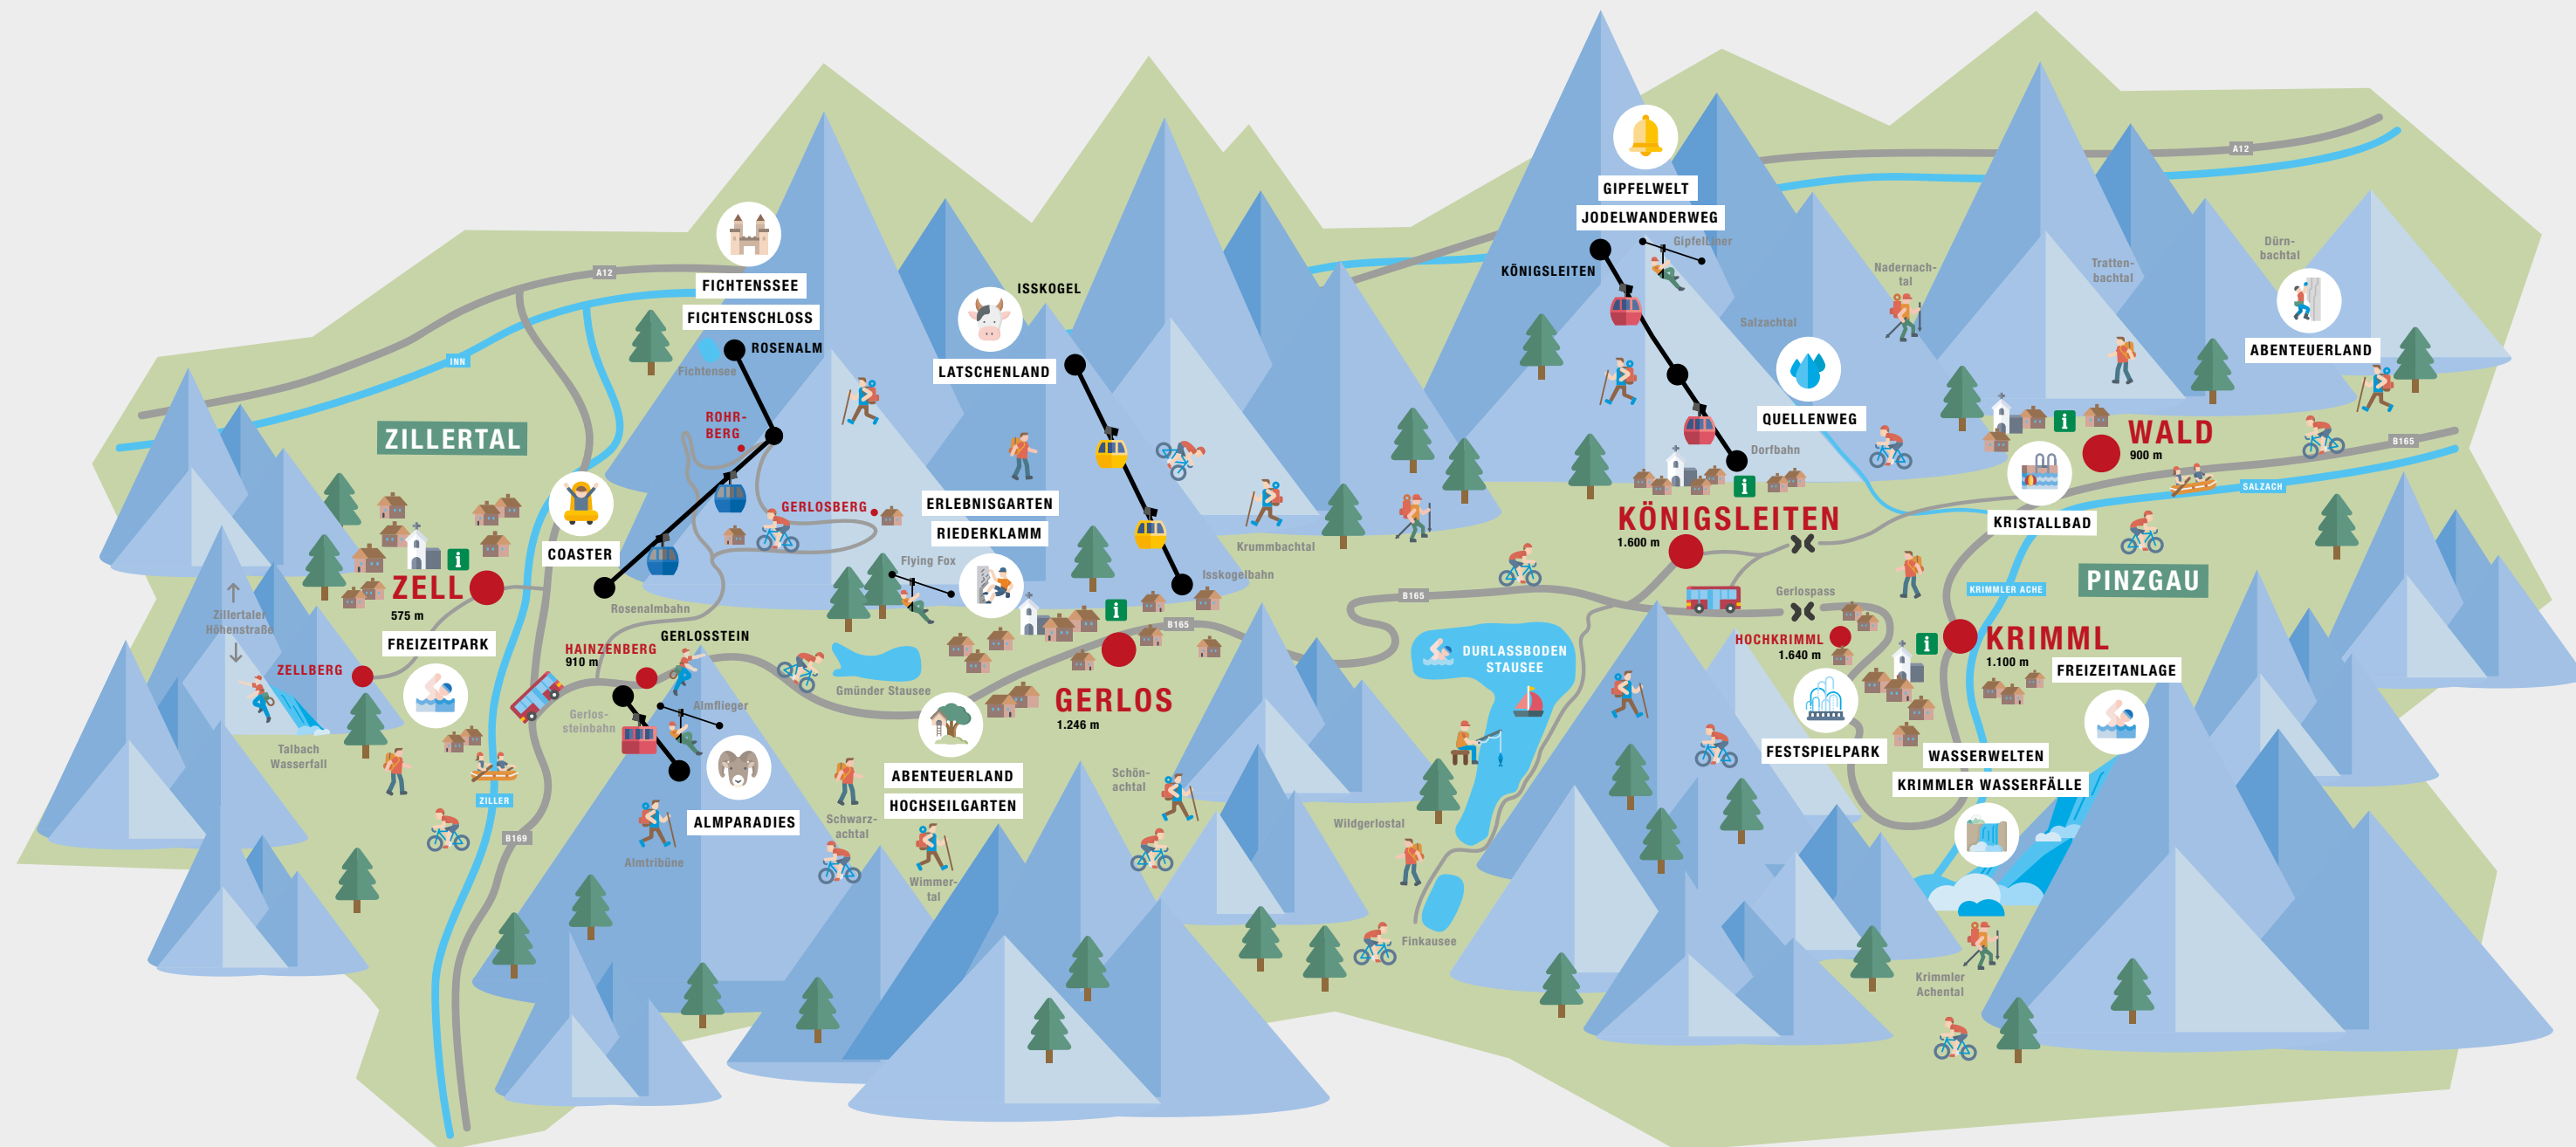 A12
INN
ZILLERTAL
FICHTENSSEE
FICHTENSCHLOSS
ROSENALM
Fichtensee
ROHR-
BERG
GERLOSBERG
COASTER
ZELL
575 m
FREIZEITPARK
ZELLBERG
Zillertaler
Höhenstraße
Talbach
Wasserfall
ZILLER
B169
Rosenalmbahn
HAINZENBERG
910 m
GERLOSSTEIN
Gerlos-
steinbahn
Almflieger
ALMPARADIES
Almtribüne
ISSKOGEL
LATSCHENLAND
ERLEBNISGARTEN
RIEDERKLAMM
Flying Fox
Isskogelbahn
Krummbachtal
B165
Gmünder Stausee
GERLOS
1.246 m
ABENTEUERLAND
HOCHSEILGARTEN
Schwarz-
achtal
Wimmer-
tal
Schön-
achtal
GIPFELWELT
JODELWANDERWEG
GipfelLiner
KÖNIGSLEITEN
Salzachtal
Nadernach-
tal
QUELLENWEG
Dorfbahn
KÖNIGSLEITEN
1.600 m
B165
DURLASSBODEN
STAUSEE
Wildgerlostal
Finkausee
Gerlospass
HOCHKRIMML
1.640 m
FESTSPIELPARK
A12
Tratten-
bachtal
Dürn-
bachtal
ABENTEUERLAND
WALD
900 m
B165
SALZACH
KRISTALLBAD
KRIMMLER ACHE
PINZGAU
KRIMML
1.100 m
FREIZEITANLAGE
WASSERWELTEN
KRIMMLER WASSERFÄLLE
Krimmler
Achental
i
i
i
i
i